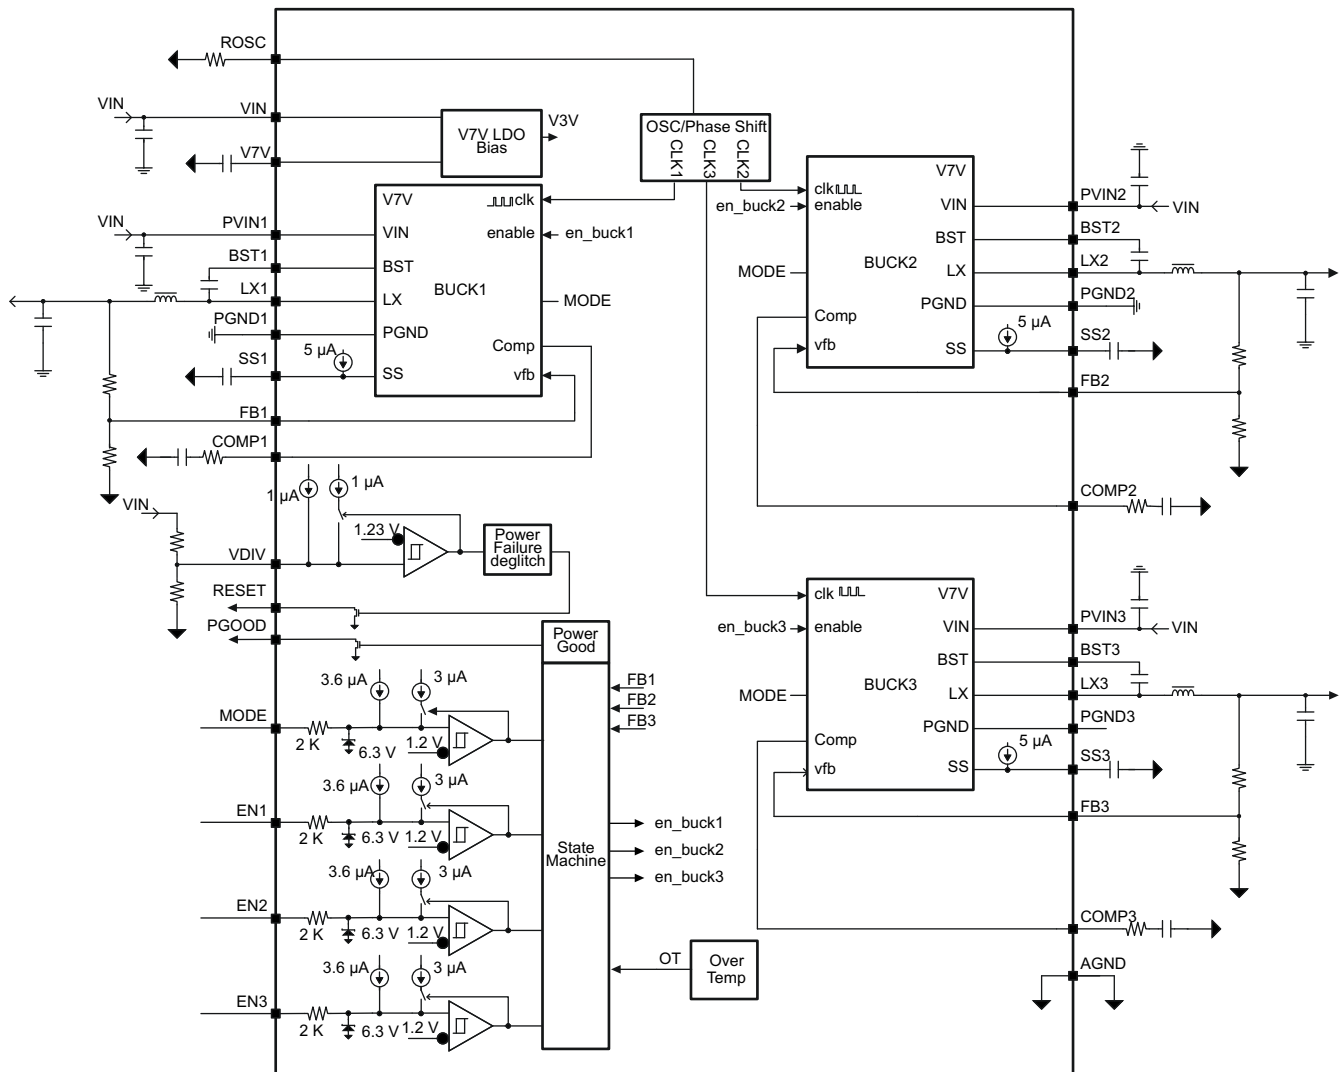 ROSC
VIN
VIN
V7V
V7V LDO
Bias
V3V
OSC/Phase Shift
CLK1
CLK3
CLK2
VIN
PVIN1
BST1
LX1
PGND1
SS1
5 µA
FB1
COMP1
V7V
VIN
BST
LX
PGND
SS
BUCK1
clk
enable
Comp
vfb
en_buck1
MODE
en_buck2
MODE
clk
enable
Comp
vfb
BUCK2
V7V
VIN
BST
LX
PGND
SS
5 µA
PVIN2
VIN
BST2
LX2
PGND2
SS2
FB2
COMP2
VIN
VDIV
1 µA
1 µA
1.23 V
Power
Failure
deglitch
RESET
PGOOD
Power
Good
FB1
FB2
FB3
MODE
2 K
3.6 µA
6.3 V
3 µA
1.2 V
EN1
2 K
3.6 µA
6.3 V
3 µA
1.2 V
EN2
2 K
3.6 µA
6.3 V
3 µA
1.2 V
EN3
2 K
3.6 µA
6.3 V
3 µA
1.2 V
State
Machine
en_buck1
en_buck2
en_buck3
OT
Over
Temp
en_buck3
MODE
clk
enable
Comp
vfb
BUCK3
V7V
VIN
BST
LX
PGND
SS
5 µA
PVIN3
VIN
BST3
LX3
PGND3
SS3
FB3
COMP3
AGND